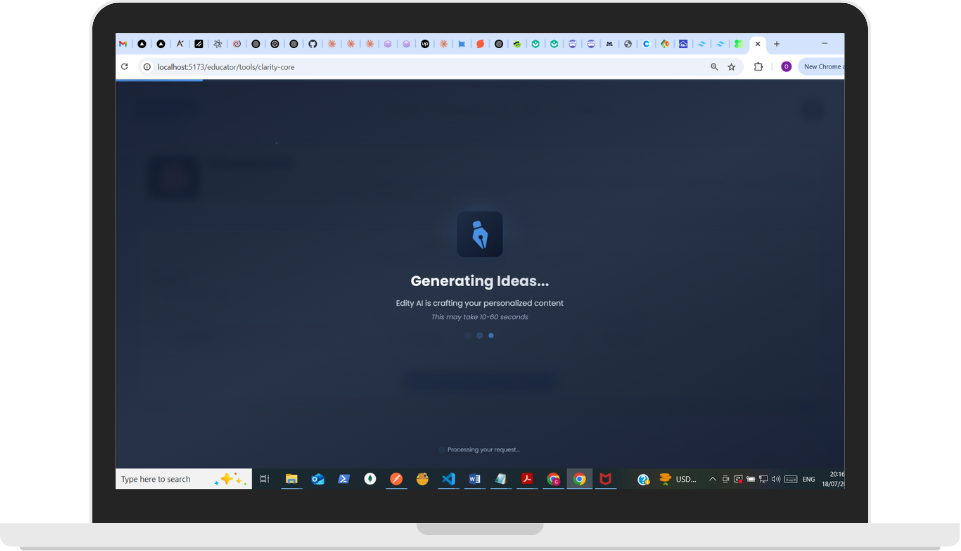 localhost:5173/educator/tools/clarity-core
New Chrome
Generating Ideas...
Edity AI is crafting your personalized content
This may take 10-60 seconds
Processing your request...
Type here to search
USD...
ENG
20:16
18/07/2